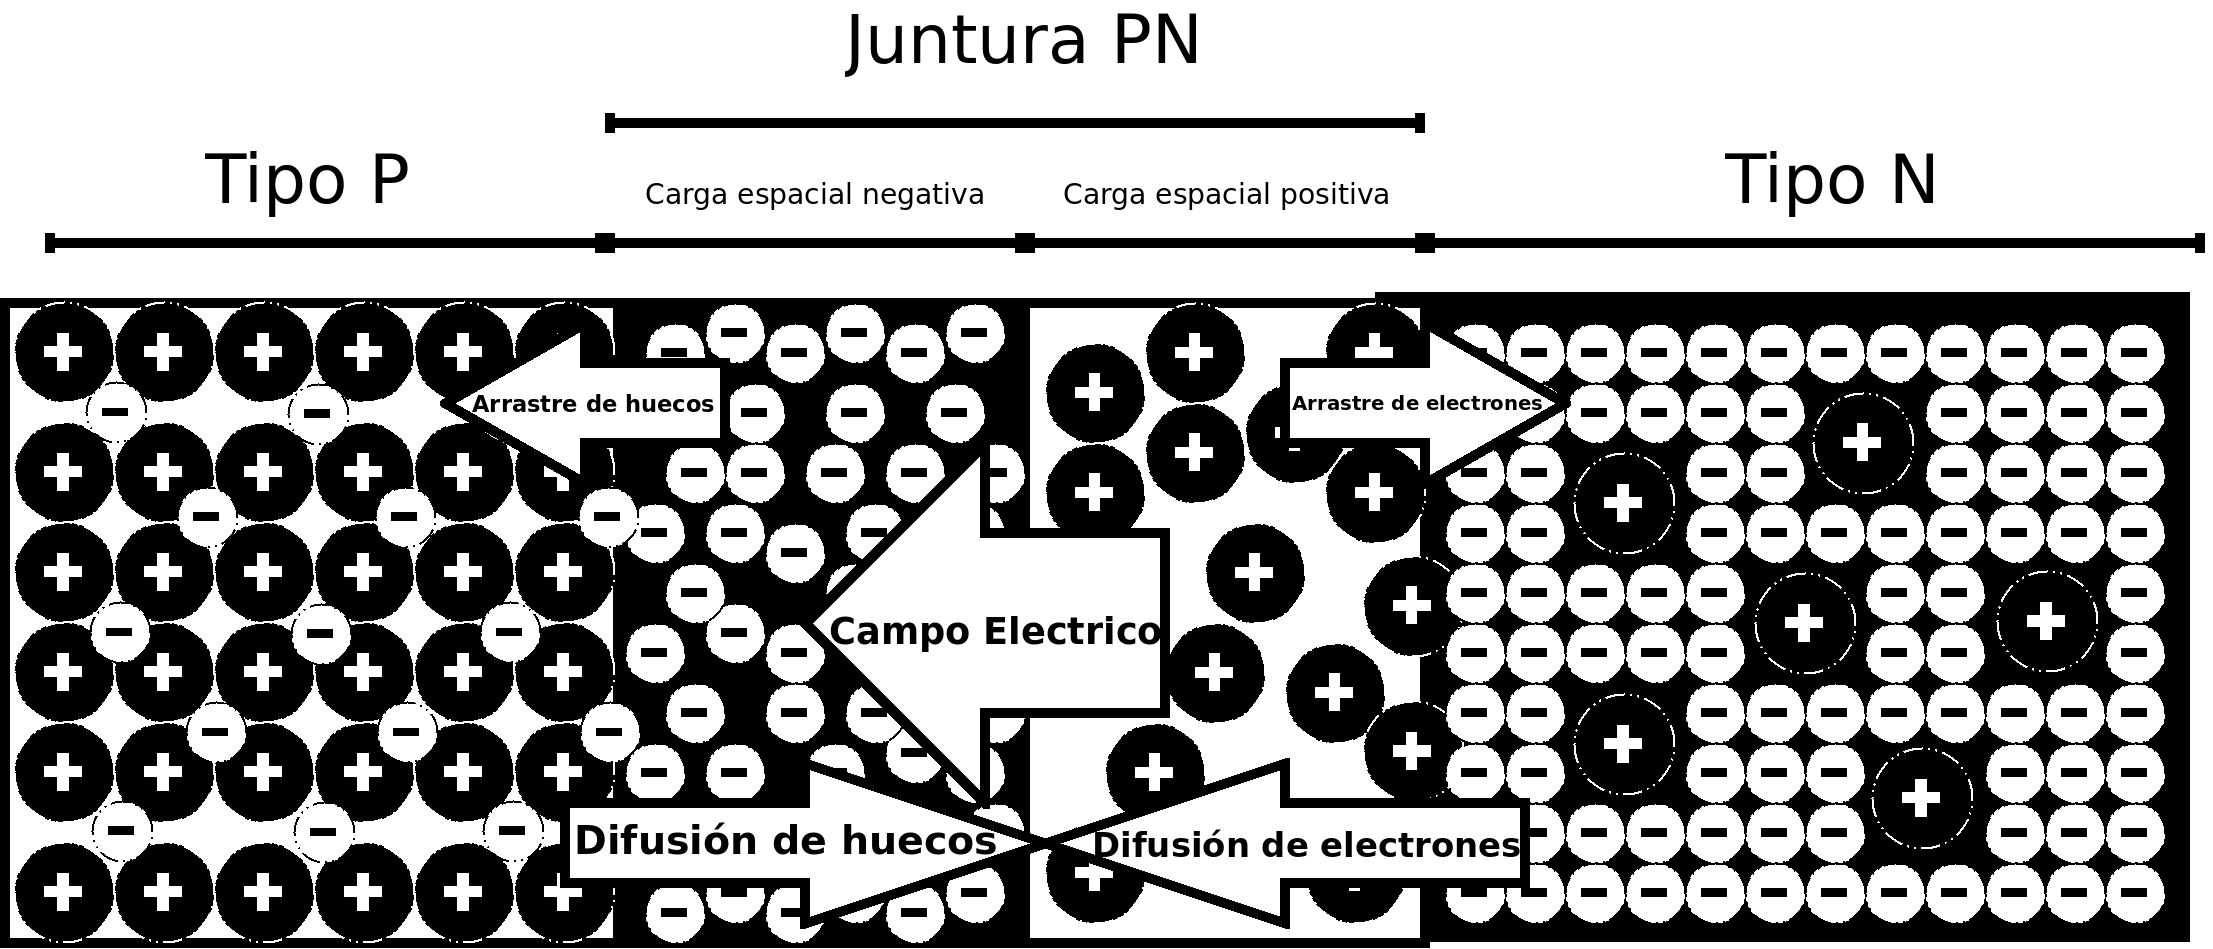 Juntura PN
Tipo P
Carga espacial negativa
Carga espacial positiva
Tipo N
Arrastre de huecos
Arrastre de electrones
Campo Electrico
Difusión de huecos
Difusión de electrones